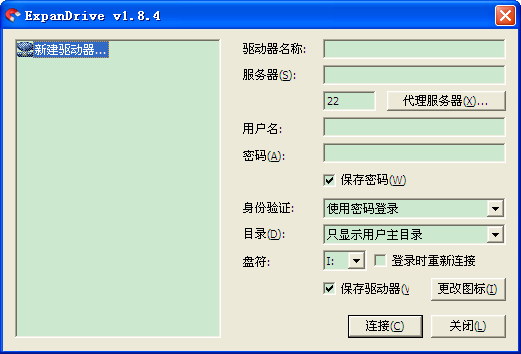 ExpanDrive v1.8.4
新建驱动器...
驱动器名称:
服务器(S):
22
代理服务器(X)...
用户名:
密码(A):
保存密码(W)
身份验证:
使用密码登录
目录(D):
只显示用户主目录
盘符:
I:
登录时重新连接
保存驱动器(
更改图标(I)
连接(C)
关闭(L)